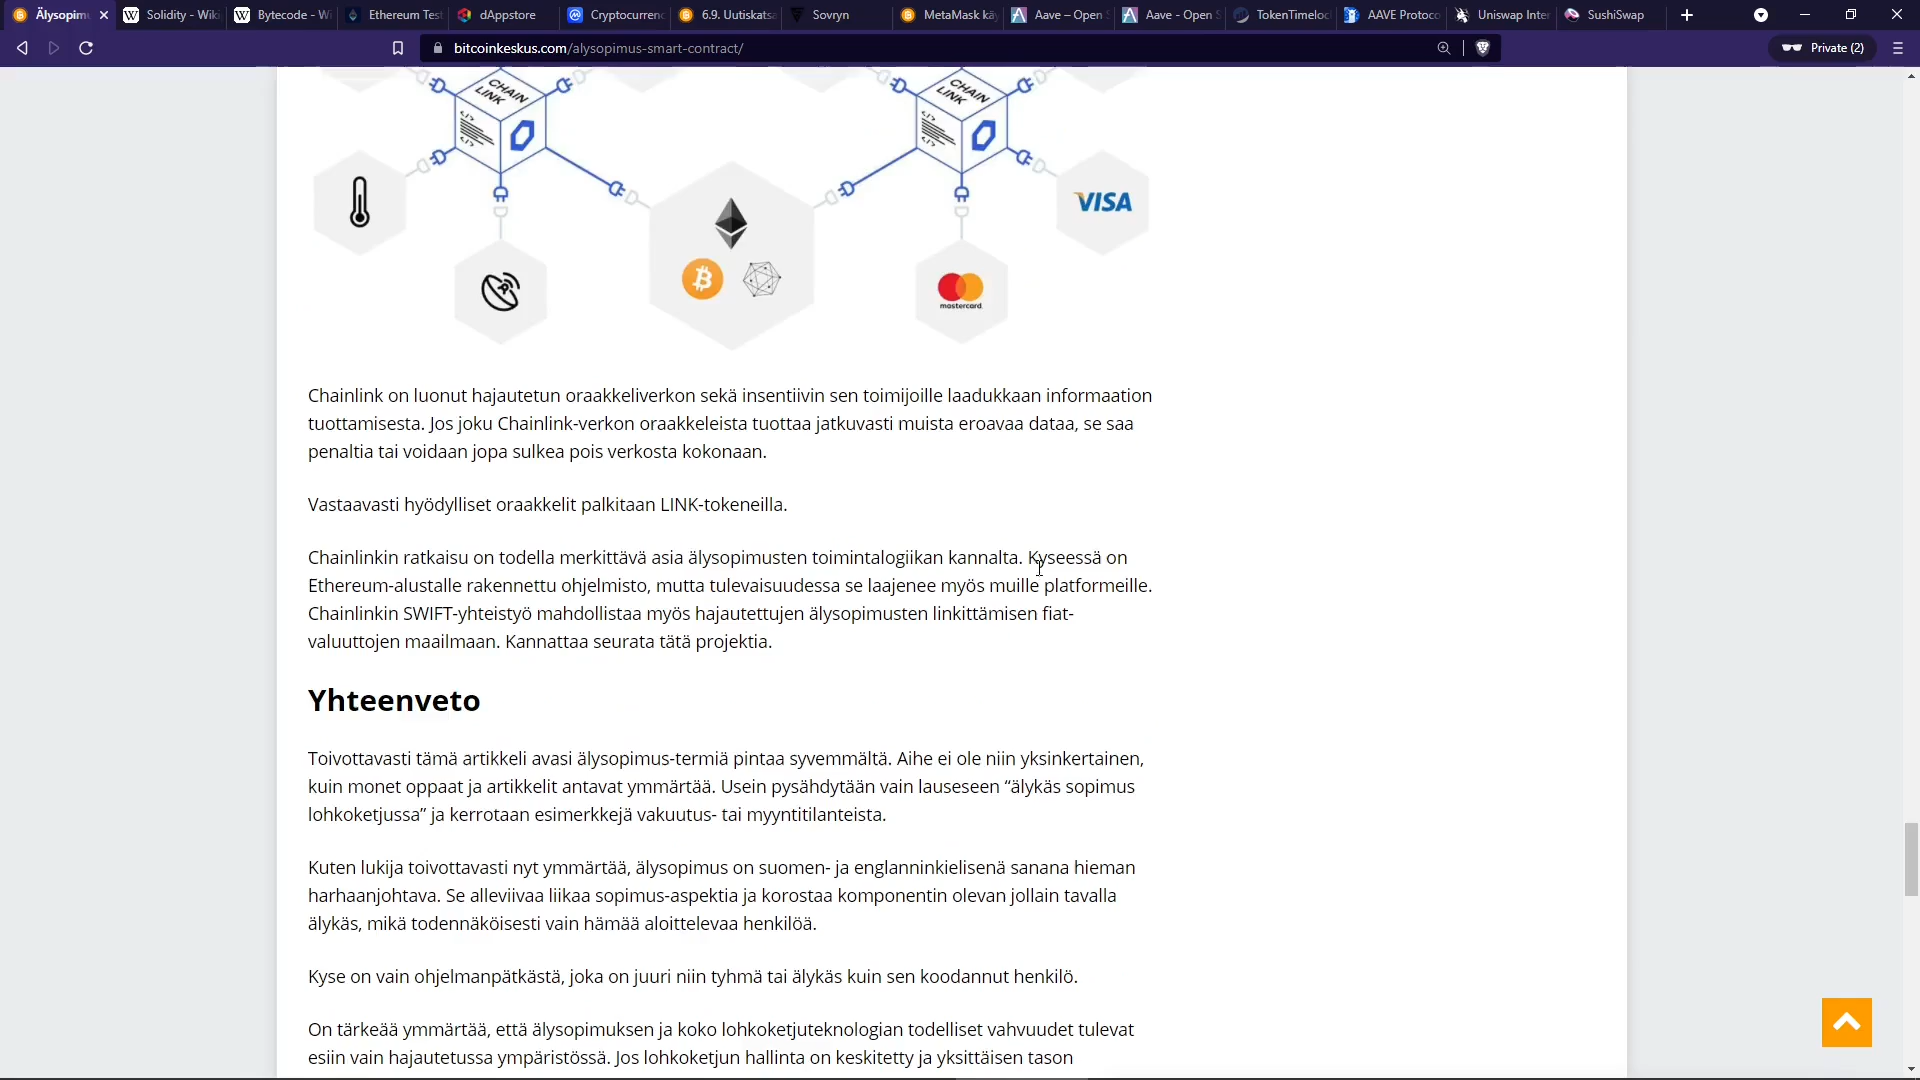 Älysopimu
Solidity - Wiki
Bytecode - Wi
Ethereum Test
dAppstore
Cryptocurrenc
6.9. Uutiskatsa
Sovryn
MetaMask käy
Aave – Open S
Aave - Open S
TokenTimeloc
AAVE Protoco
Uniswap Inter
SushiSwap
bitcoinkeskus.com/alysopimus-smart-contract/
Private (2)
CHAIN
LINK
CHAIN
LINK
VISA
mastercard
Chainlink on luonut hajautetun oraakkeliverkon sekä insentiivin sen toimijoille laadukkaan informaation
tuottamisesta. Jos joku Chainlink-verkon oraakkeleista tuottaa jatkuvasti muista eroavaa dataa, se saa
penaltia tai voidaan jopa sulkea pois verkosta kokonaan.
Vastaavasti hyödylliset oraakkelit palkitaan LINK-tokeneilla.
Chainlinkin ratkaisu on todella merkittävä asia älysopimusten toimintalogiikan kannalta. Kyseessä on
Ethereum-alustalle rakennettu ohjelmisto, mutta tulevaisuudessa se laajenee myös muille platformeille.
Chainlinkin SWIFT-yhteistyö mahdollistaa myös hajautettujen älysopimusten linkittämisen fiat-
valuuttojen maailmaan. Kannattaa seurata tätä projektia.
Yhteenveto
Toivottavasti tämä artikkeli avasi älysopimus-termiä pintaa syvemmältä. Aihe ei ole niin yksinkertainen,
kuin monet oppaat ja artikkelit antavat ymmärtää. Usein pysähdytään vain lauseseen “älykäs sopimus
lohkoketjussa” ja kerrotaan esimerkkejä vakuutus- tai myyntitilanteista.
Kuten lukija toivottavasti nyt ymmärtää, älysopimus on suomen- ja englanninkielisenä sanana hieman
harhaanjohtava. Se alleviivaa liikaa sopimus-aspektia ja korostaa komponentin olevan jollain tavalla
älykäs, mikä todennäköisesti vain hämää aloittelevaa henkilöä.
Kyse on vain ohjelmanpätkästä, joka on juuri niin tyhmä tai älykäs kuin sen koodannut henkilö.
On tärkeää ymmärtää, että älysopimuksen ja koko lohkoketjuteknologian todelliset vahvuudet tulevat
esiin vain hajautetussa ympäristössä. Jos lohkoketjun hallinta on keskitetty ja yksittäisen tason